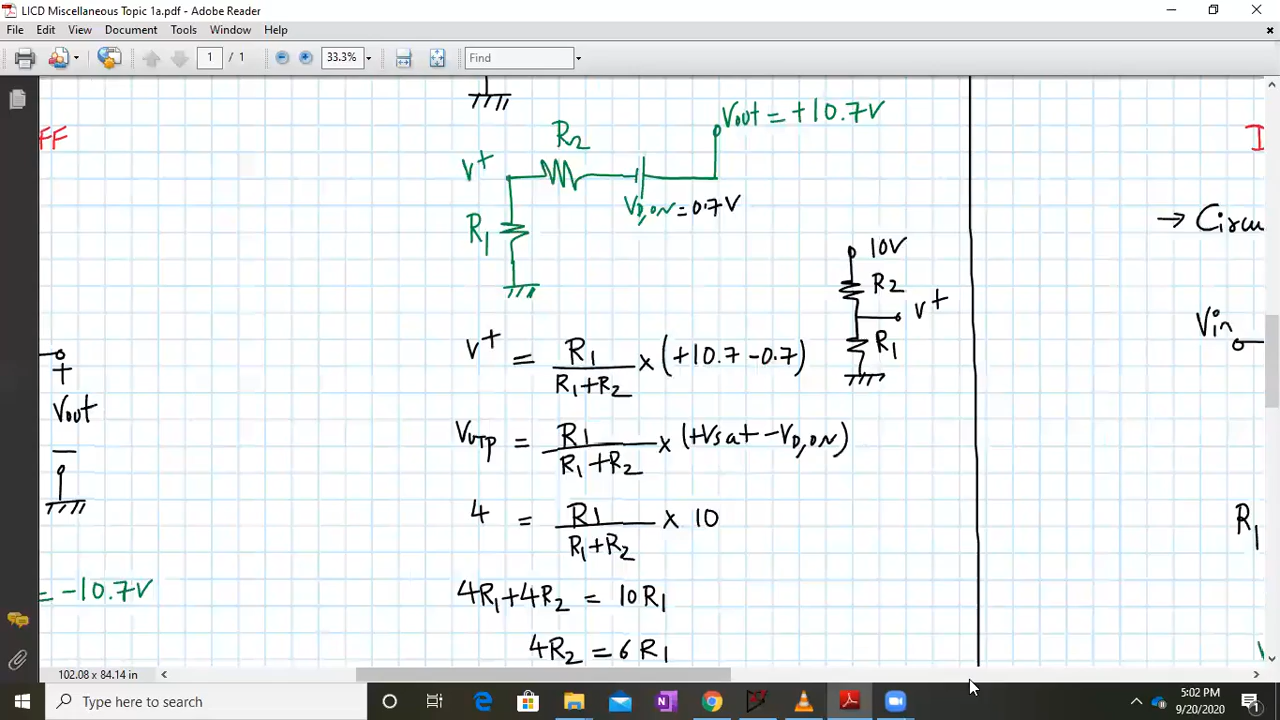 LICD Miscellaneous Topic 1a.pdf - Adobe Reader
File Edit View Document Tools Window Help
1 / 1 33.3% Find
FF
Vout = +10.7V
R2
V+
VD,ON = 0.7V
R1
10V
R2
V+
R1
→ Circu
Vin
V+ = R1/(R1+R2) × (+10.7 - 0.7)
+
Vout
−
VUTP = R1/(R1+R2) × (+Vsat - VD,ON)
4 = R1/(R1+R2) × 10
R1
= -10.7V
4R1+4R2 = 10R1
4R2 = 6R1
102.08 x 84.14 in
Type here to search
5:02 PM
9/20/2020